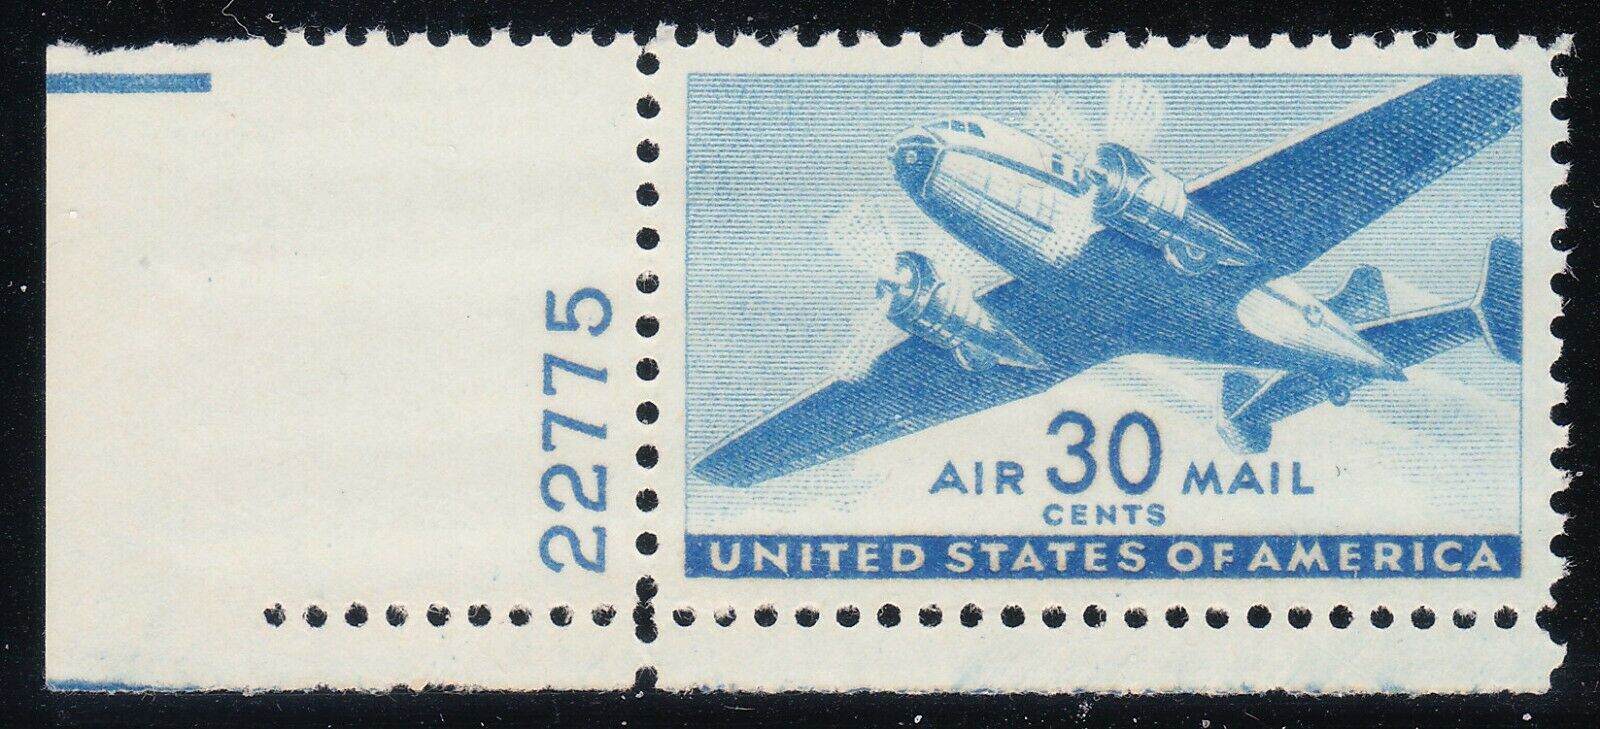 22775
AIR 30 MAIL
CENTS
UNITED STATES OF AMERICA